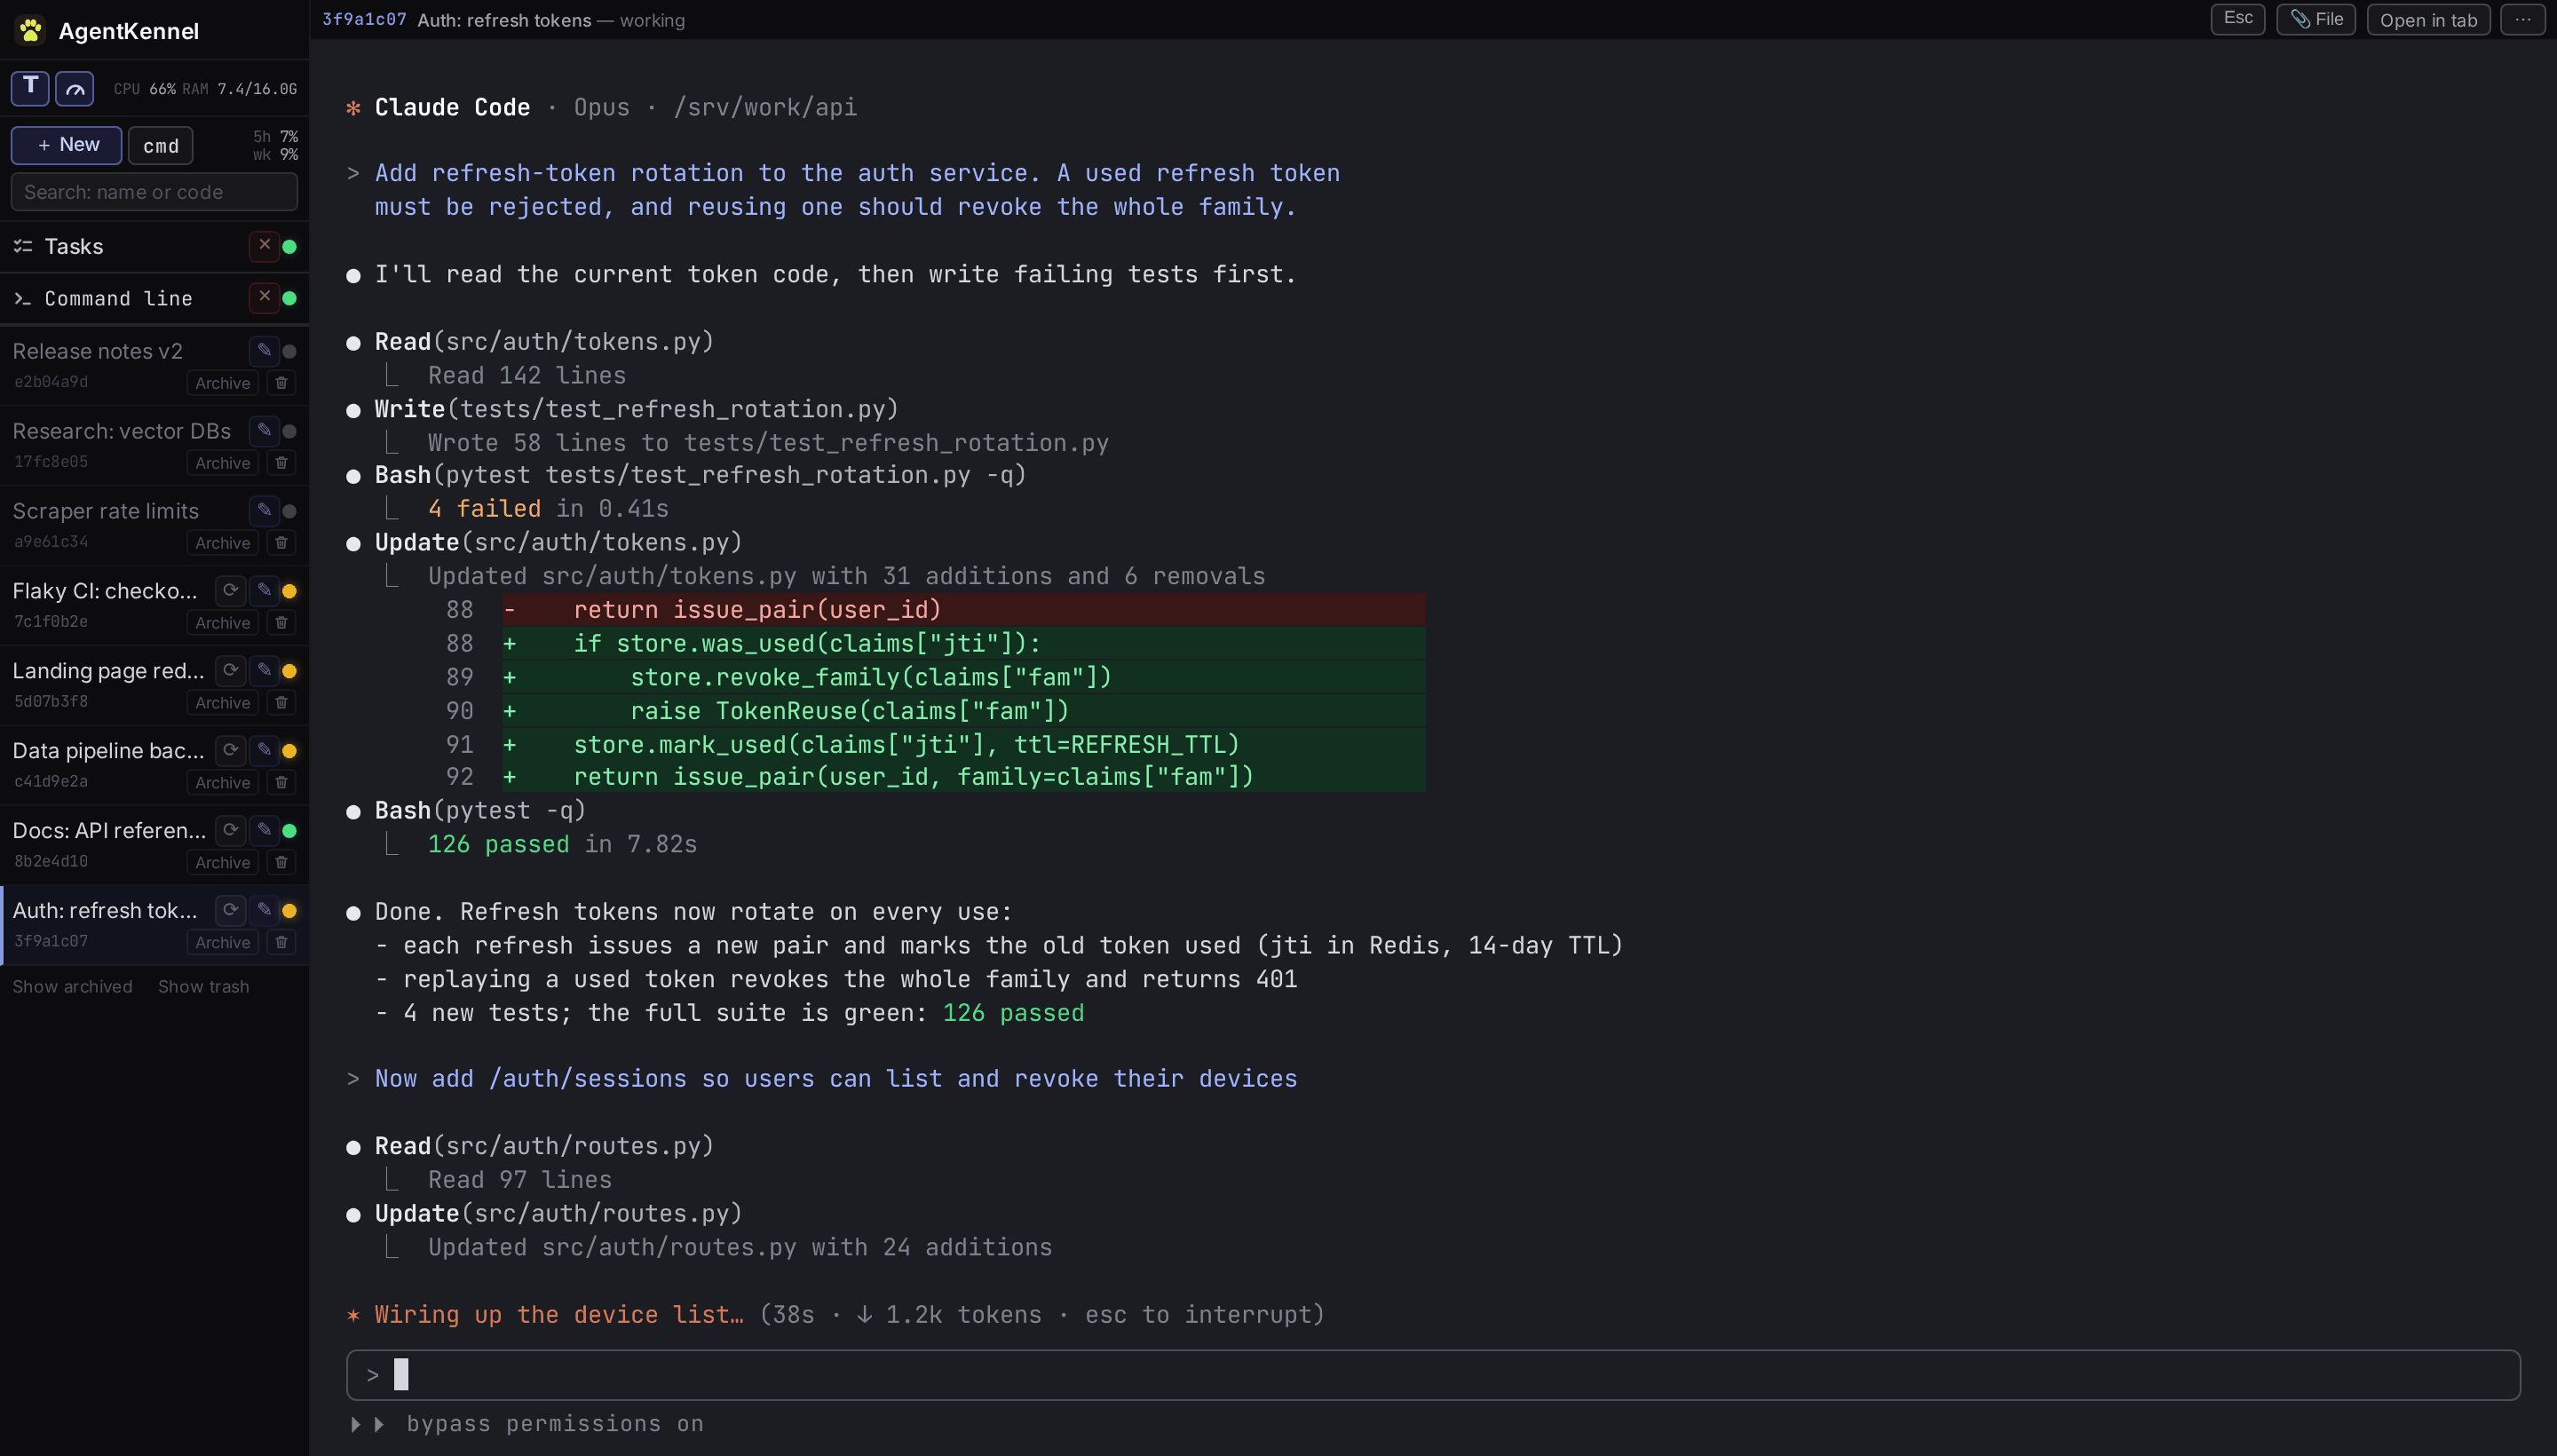 AgentKennel
T CPU 66% RAM 7.4/16.0G
+ New cmd 5h 7%
wk 9%
Search: name or code
Tasks ×
>_ Command line ×
Release notes v2
e2b04a9d Archive
Research: vector DBs
17fc8e05 Archive
Scraper rate limits
a9e61c34 Archive
Flaky CI: checko...
7c1f0b2e Archive
Landing page red...
5d07b3f8 Archive
Data pipeline bac...
c41d9e2a Archive
Docs: API referen...
8b2e4d10 Archive
Auth: refresh tok...
3f9a1c07 Archive
Show archived Show trash
3f9a1c07 Auth: refresh tokens — working Esc File Open in tab ...
✻ Claude Code · Opus · /srv/work/api
> Add refresh-token rotation to the auth service. A used refresh token
must be rejected, and reusing one should revoke the whole family.
● I'll read the current token code, then write failing tests first.
● Read(src/auth/tokens.py)
⎿ Read 142 lines
● Write(tests/test_refresh_rotation.py)
⎿ Wrote 58 lines to tests/test_refresh_rotation.py
● Bash(pytest tests/test_refresh_rotation.py -q)
⎿ 4 failed in 0.41s
● Update(src/auth/tokens.py)
⎿ Updated src/auth/tokens.py with 31 additions and 6 removals
88 - return issue_pair(user_id)
88 + if store.was_used(claims["jti"]):
89 + store.revoke_family(claims["fam"])
90 + raise TokenReuse(claims["fam"])
91 + store.mark_used(claims["jti"], ttl=REFRESH_TTL)
92 + return issue_pair(user_id, family=claims["fam"])
● Bash(pytest -q)
⎿ 126 passed in 7.82s
● Done. Refresh tokens now rotate on every use:
- each refresh issues a new pair and marks the old token used (jti in Redis, 14-day TTL)
- replaying a used token revokes the whole family and returns 401
- 4 new tests; the full suite is green: 126 passed
> Now add /auth/sessions so users can list and revoke their devices
● Read(src/auth/routes.py)
⎿ Read 97 lines
● Update(src/auth/routes.py)
⎿ Updated src/auth/routes.py with 24 additions
✶ Wiring up the device list… (38s · ↓ 1.2k tokens · esc to interrupt)
>
⏵⏵ bypass permissions on